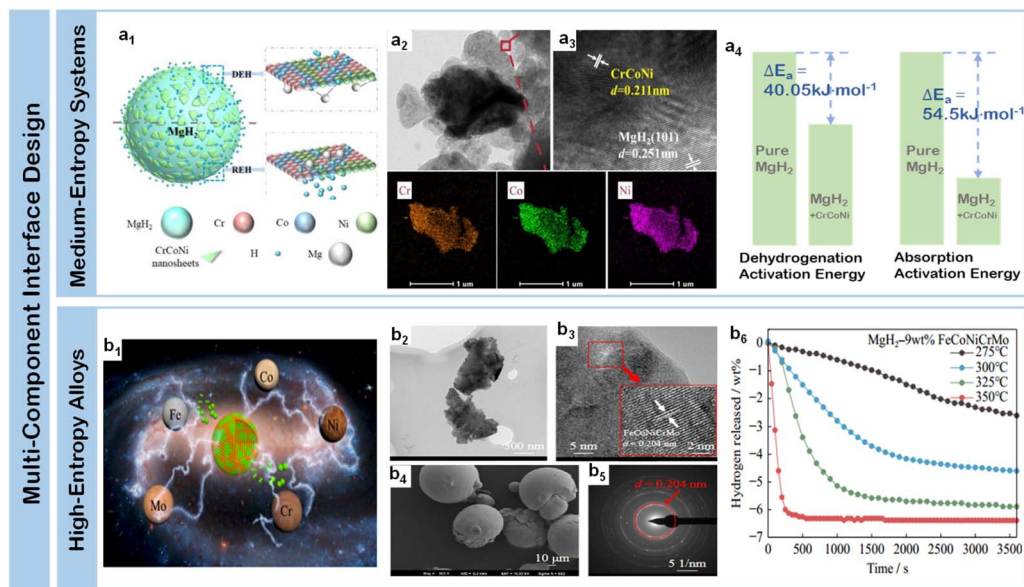 Multi-Component Interface Design
Medium-Entropy Systems
a1
DEH
MgH2
REH
MgH2
Cr
Co
Ni
CrCoNi
nanosheets
H
Mg
a2
a3
CrCoNi
d=0.211nm
MgH2(101)
d=0.251nm
Cr
Co
Ni
1 um
1 um
1 um
a4
ΔEa =
40.05kJ·mol-1
ΔEa =
54.5kJ·mol-1
Pure
MgH2
MgH2
+CrCoNi
Pure
MgH2
MgH2
+CrCoNi
Dehydrogenation
Activation Energy
Absorption
Activation Energy
High-Entropy Alloys
b1
Co
Fe
Ni
Mo
Cr
b2
500 nm
b3
FeCoNiCrMo
d = 0.204 nm
5 nm
2 nm
b4
10 μm
b5
d = 0.204 nm
5 1/nm
b6
MgH2-9wt% FeCoNiCrMo
275℃
300℃
325℃
350℃
Hydrogen released / wt%
0
-1
-2
-3
-4
-5
-6
-7
0 500 1000 1500 2000 2500 3000 3500
Time / s